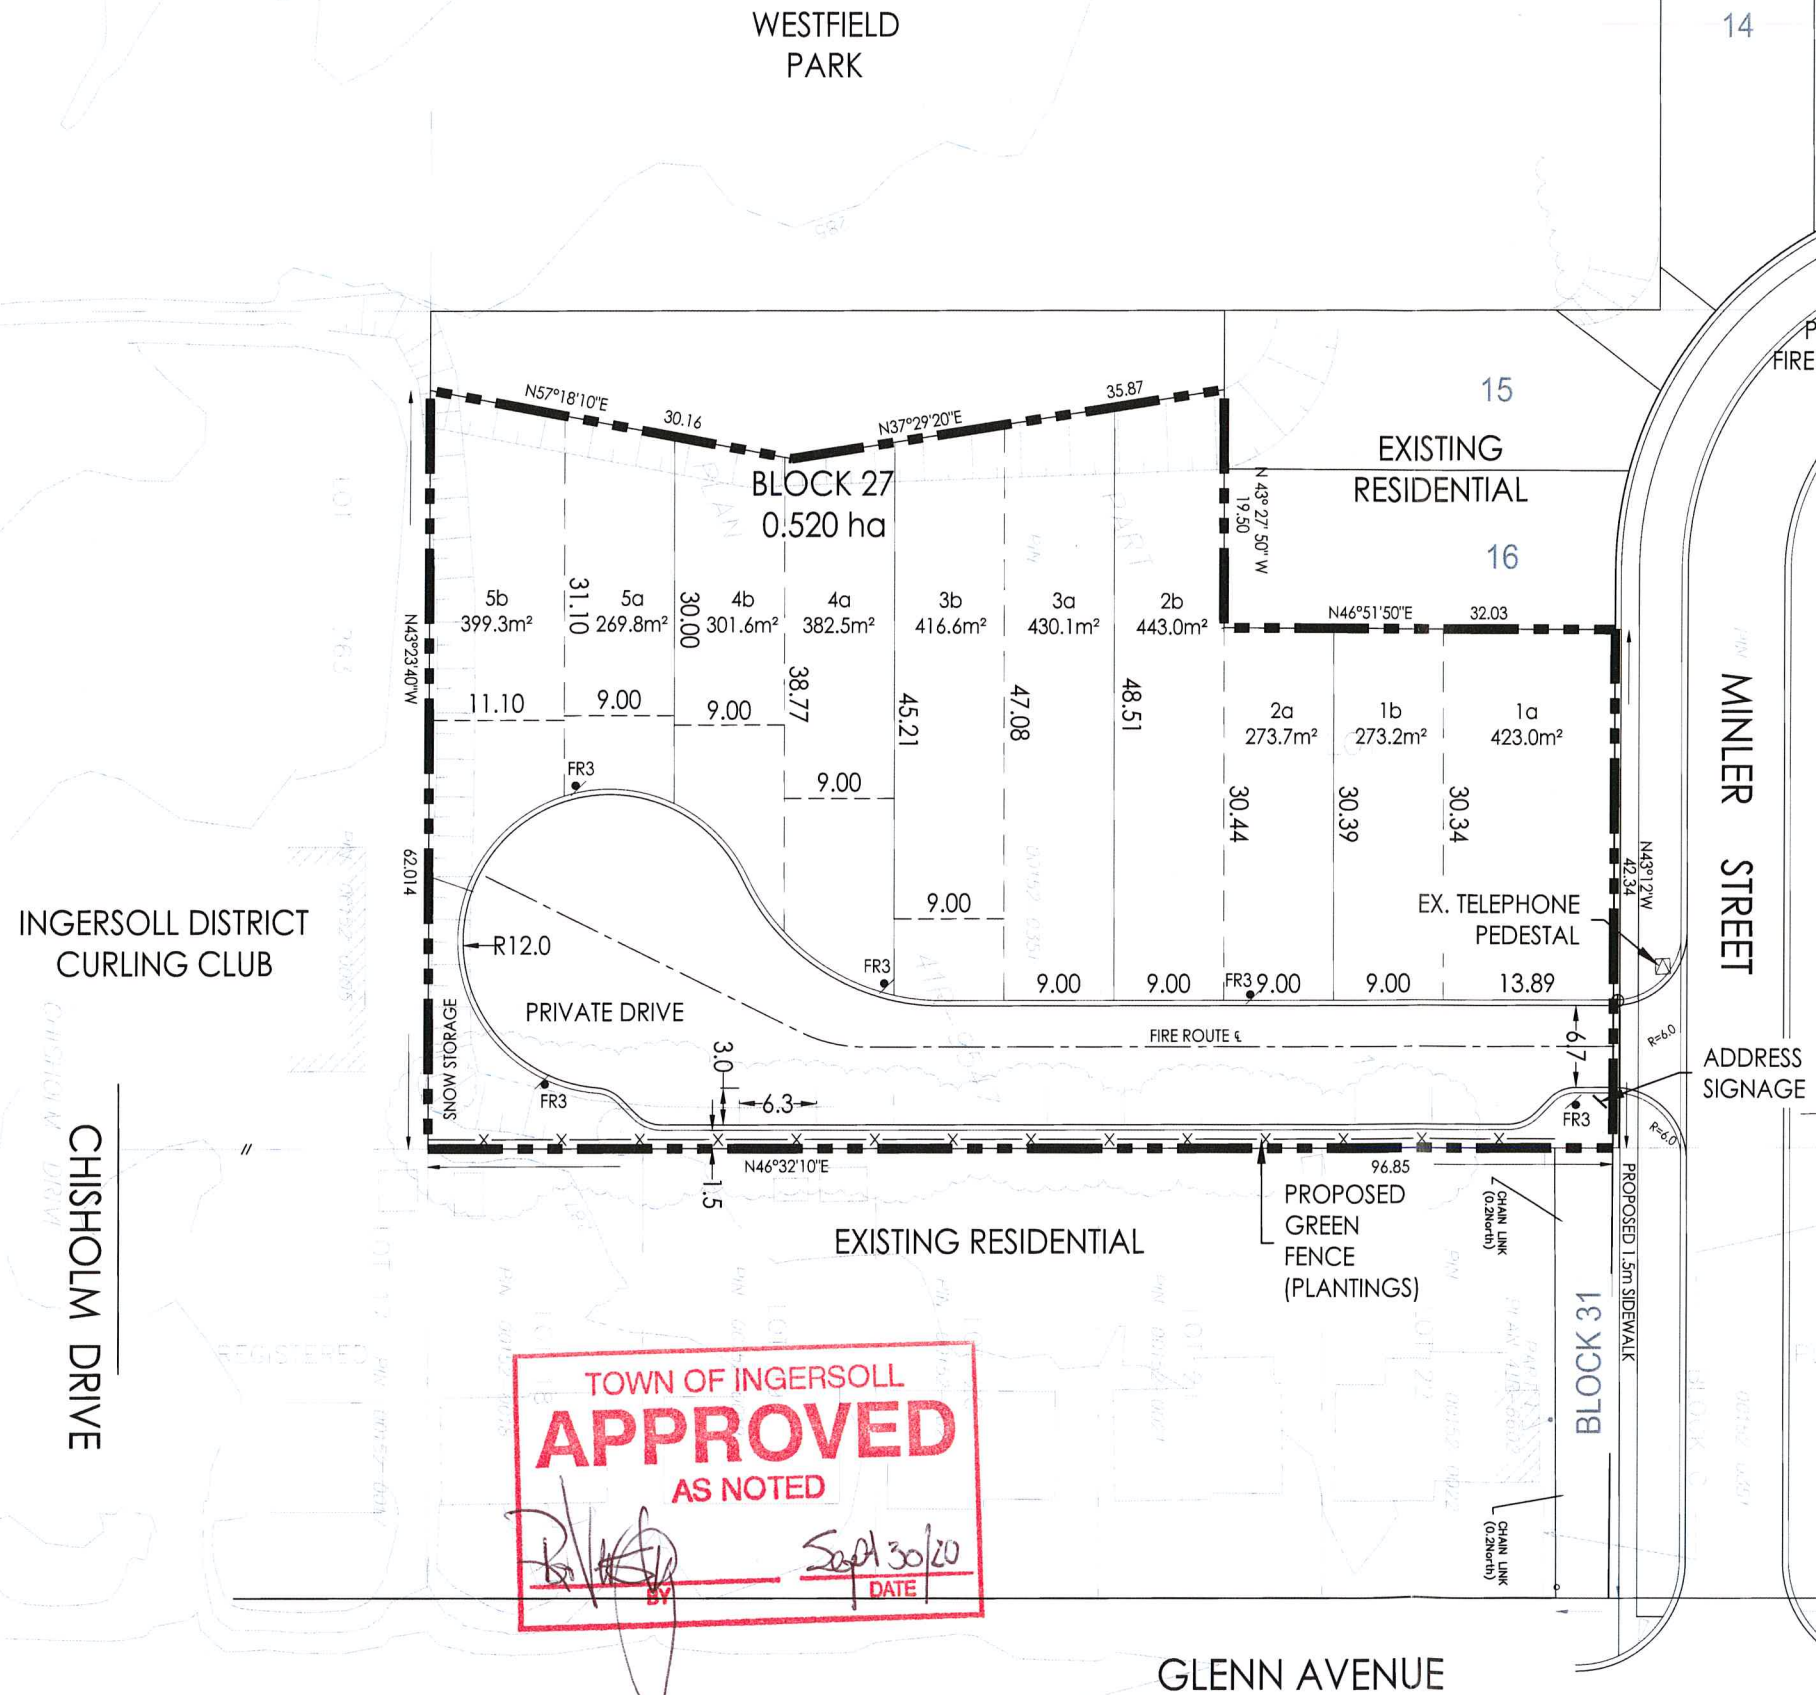 WESTFIELD
PARK
14
P
FIRE
15
EXISTING
RESIDENTIAL
16
N57°18'10"E
30.16
N37°29'20"E
35.87
BLOCK 27
0.520 ha
N 43° 27' 50" W
19.50
N46°51'50"E
32.03
5b
399.3m²
31.10
5a
269.8m²
30.00
4b
301.6m²
4a
382.5m²
3b
416.6m²
3a
430.1m²
2b
443.0m²
2a
273.7m²
1b
273.2m²
1a
423.0m²
N43°23'40"W
62.014
11.10
9.00
9.00
38.77
9.00
45.21
47.08
48.51
30.44
30.39
30.34
9.00
FR3
FR3
9.00
9.00
FR3
9.00
9.00
13.89
N43°12'W
42.34
MINLER STREET
EX. TELEPHONE
PEDESTAL
INGERSOLL DISTRICT
CURLING CLUB
R12.0
PRIVATE DRIVE
SNOW STORAGE
FIRE ROUTE ℄
6.7
R=6.0
ADDRESS
SIGNAGE
FR3
3.0
6.3
FR3
R=6.0
N46°32'10"E
96.85
1.5
CHISHOLM DRIVE
EXISTING RESIDENTIAL
PROPOSED
GREEN
FENCE
(PLANTINGS)
CHAIN LINK
(0.2North)
PROPOSED 1.5m SIDEWALK
BLOCK 31
CHAIN LINK
(0.2North)
REGISTERED
TOWN OF INGERSOLL
APPROVED
AS NOTED
Sept 30/20
BY
DATE
GLENN AVENUE
185
PLAN
PART
LOT